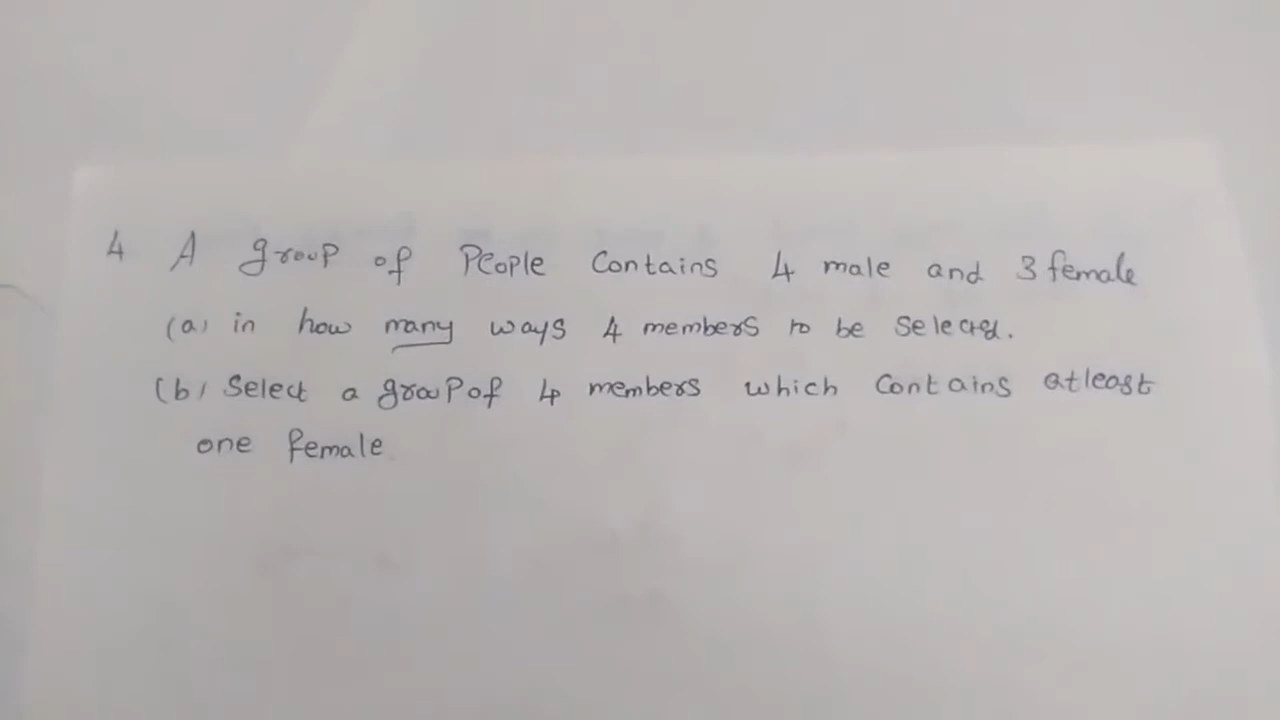 4 A group of People Contains 4 male and 3 female
(a) in how many ways 4 members to be selected.
(b) Select a group of 4 members which Contains atleast
one female